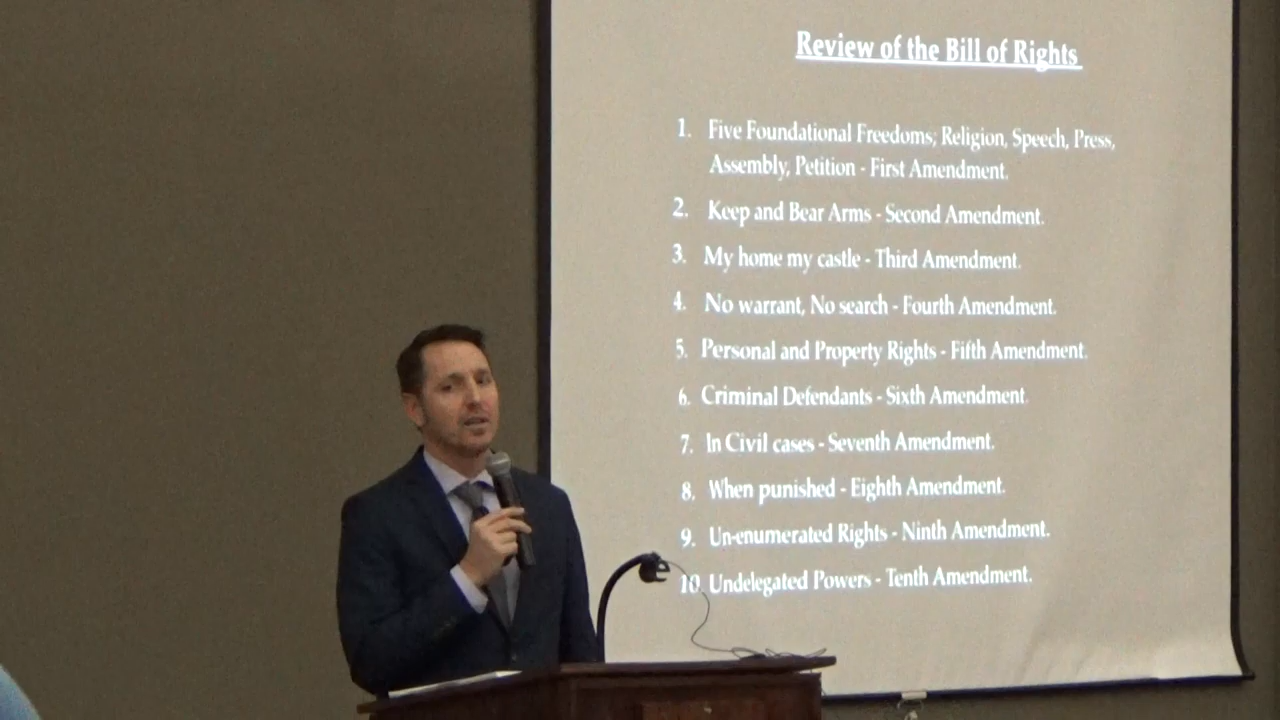 Review of the Bill of Rights
1. Five Foundational Freedoms; Religion, Speech, Press,
Assembly, Petition - First Amendment.
2. Keep and Bear Arms - Second Amendment.
3. My home my castle - Third Amendment.
4. No warrant, No search - Fourth Amendment.
5. Personal and Property Rights - Fifth Amendment.
6. Criminal Defendants - Sixth Amendment.
7. In Civil cases - Seventh Amendment.
8. When punished - Eighth Amendment.
9. Un-enumerated Rights - Ninth Amendment.
10. Undelegated Powers - Tenth Amendment.